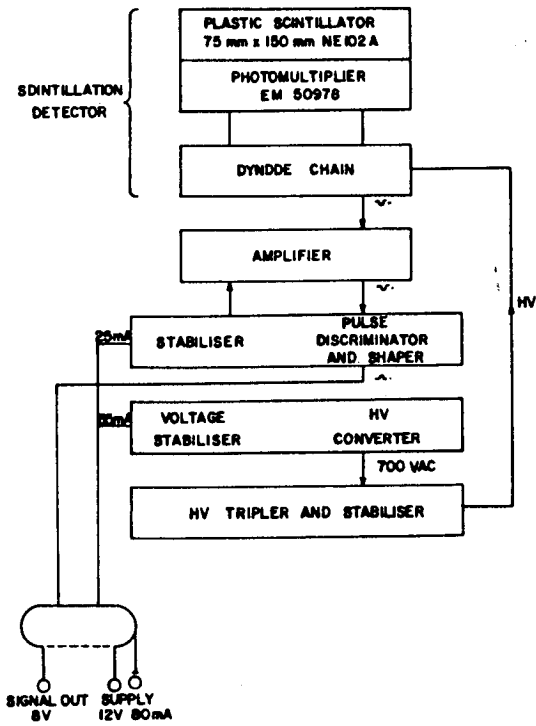 PLASTIC SCINTILLATOR
75 mm x 150 mm NE102A
PHOTOMULTIPLIER
EM 50978
SDINTILLATION
DETECTOR
DYNDDE CHAIN
AMPLIFIER
HV
25mA
STABILISER
PULSE
DISCRIMINATOR
AND SHAPER
VOLTAGE
STABILISER
HV
CONVERTER
700 VAC
HV TRIPLER AND STABILISER
SIGNAL OUT
8V
SUPPLY
12V 80mA